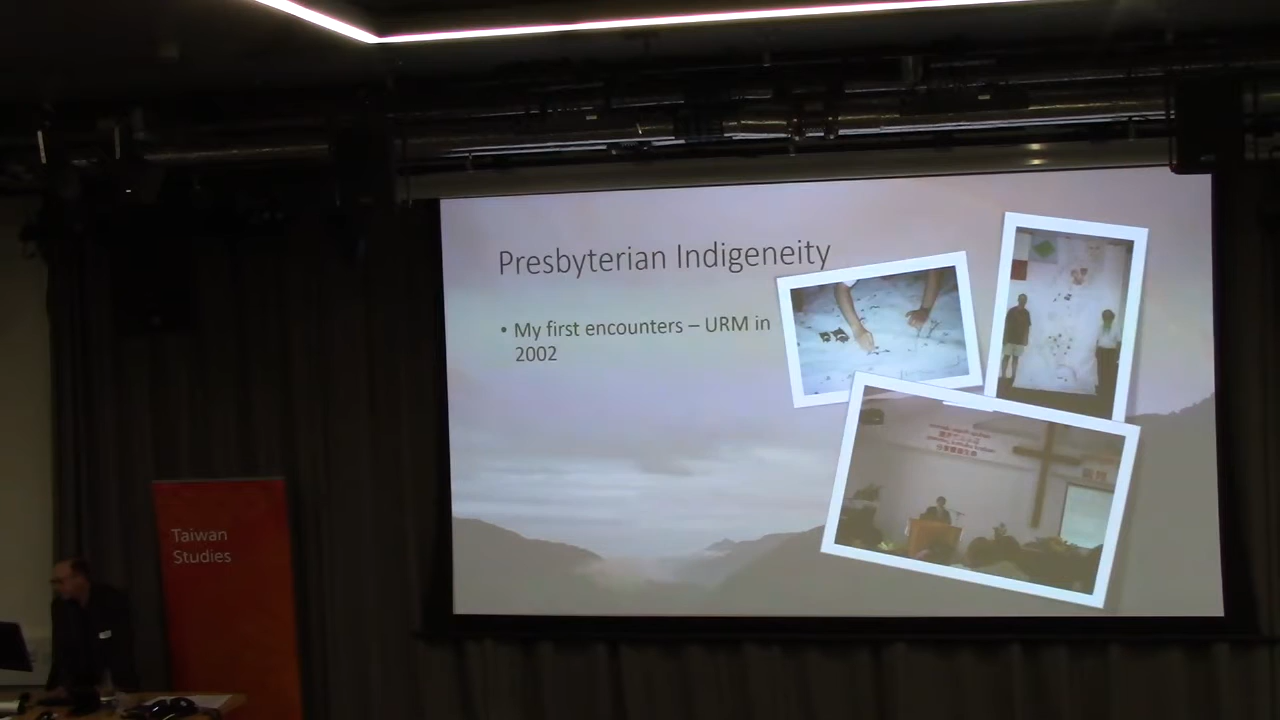 Presbyterian Indigeneity
• My first encounters – URM in
2002
Taiwan
Studies